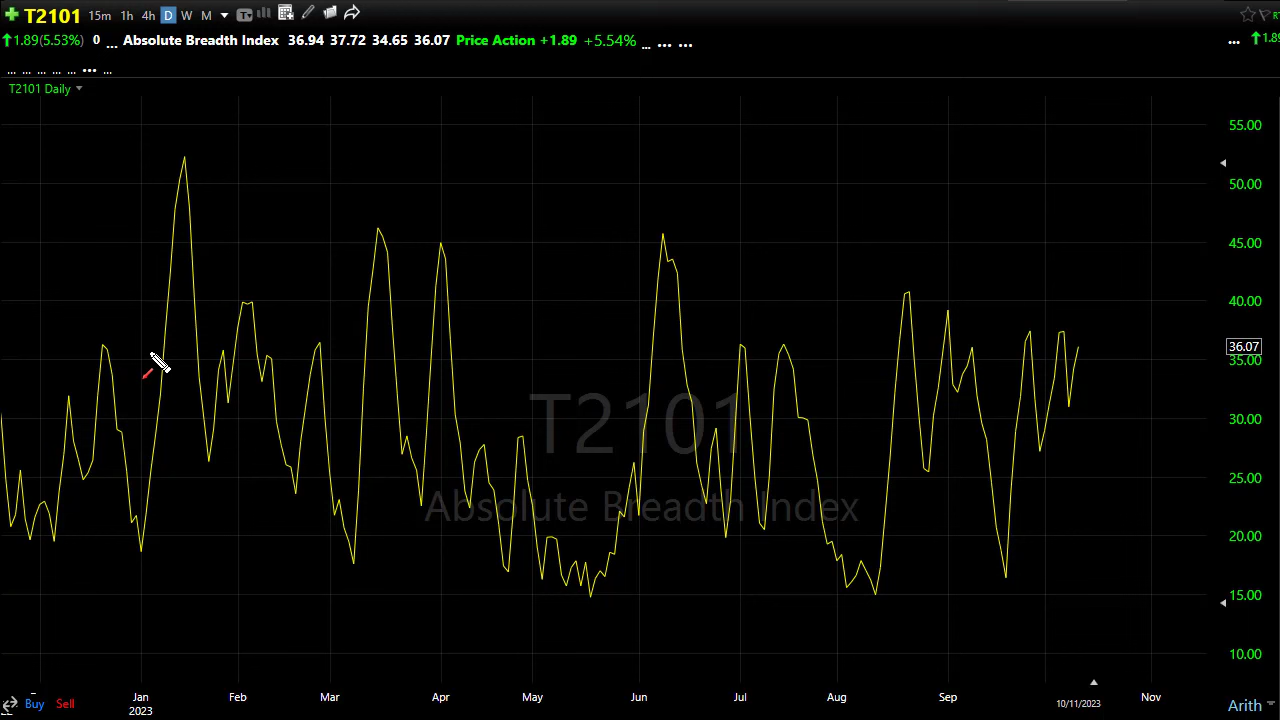 T2101 15m 1h 4h D W M T
1.89(5.53%) 0 ... Absolute Breadth Index 36.94 37.72 34.65 36.07 Price Action +1.89 +5.54% ... ... ... ... 1.89
... ... ... ... ... ... ...
T2101 Daily
55.00
50.00
45.00
40.00
36.07
35.00
30.00
25.00
20.00
15.00
10.00
T2101
Absolute Breadth Index
Jan Feb Mar Apr May Jun Jul Aug Sep Nov
2023 10/11/2023
Buy Sell Arith